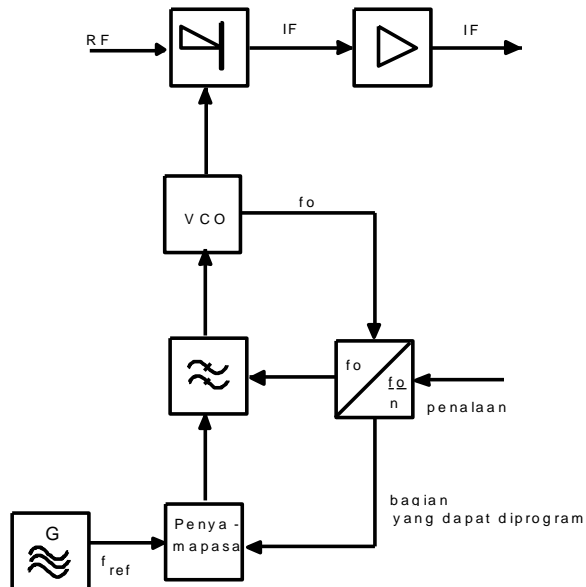 RF
IF
IF
VCO
fo
fo
fo
n
penalaan
bagian
yang dapat diprogram
Penya-
mapasa
G
f ref